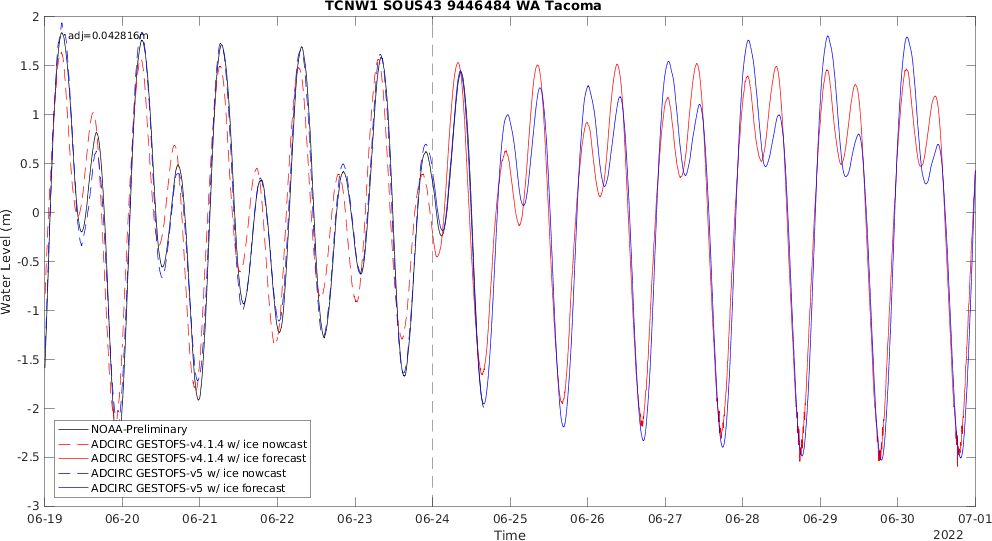 TCNW1 SOUS43 9446484 WA Tacoma
adj=0.042816m
Water Level (m)
2
1.5
1
0.5
0
-0.5
-1
-1.5
-2
-2.5
-3
NOAA-Preliminary
ADCIRC GESTOFS-v4.1.4 w/ ice nowcast
ADCIRC GESTOFS-v4.1.4 w/ ice forecast
ADCIRC GESTOFS-v5 w/ ice nowcast
ADCIRC GESTOFS-v5 w/ ice forecast
06-19 06-20 06-21 06-22 06-23 06-24 06-25 06-26 06-27 06-28 06-29 06-30 07-01
Time
2022